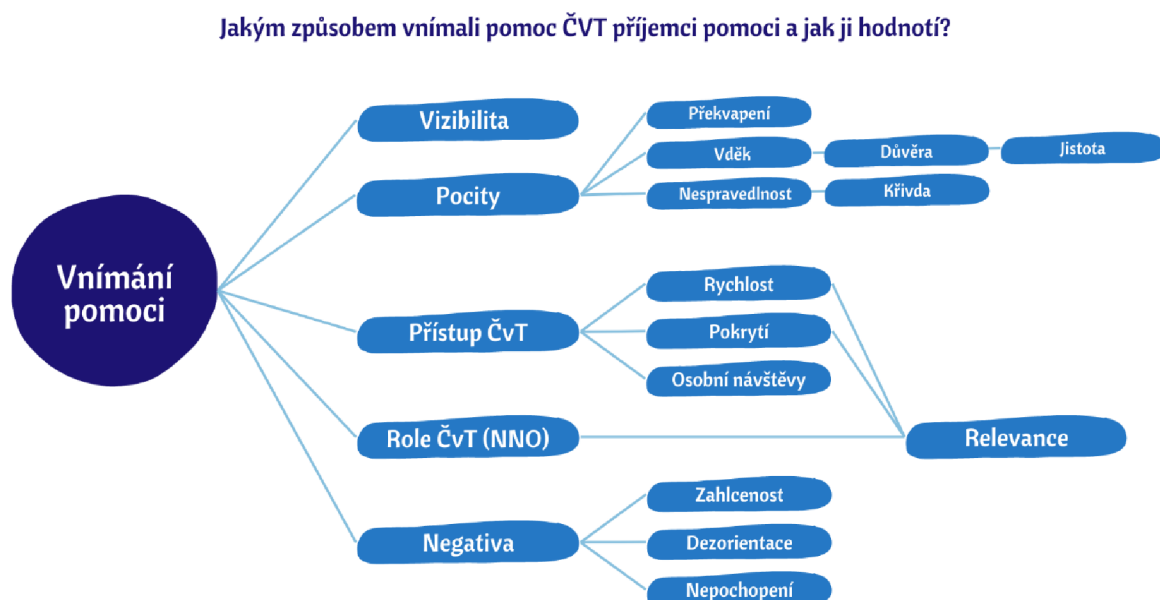 Jakým způsobem vnímali pomoc ČVT příjemci pomoci a jak ji hodnotí?
Vnímání
pomoci
Vizibilita
Pocity
Překvapení
Vděk
Důvěra
Jistota
Nespravedlnost
Křivda
Přístup ČvT
Rychlost
Pokrytí
Osobní návštěvy
Role ČvT (NNO)
Relevance
Negativa
Zahlcenost
Dezorientace
Nepochopení